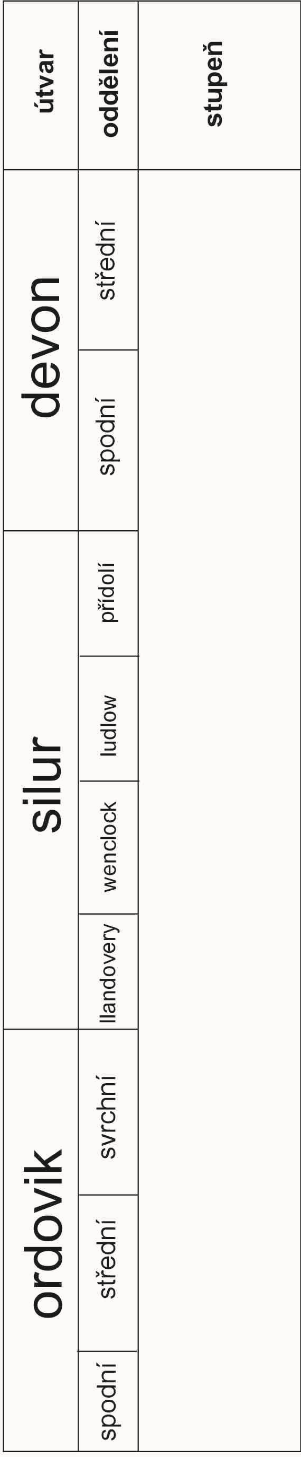 útvar
oddělení
stupeň
devon
střední
spodní
silur
přídolí
ludlow
wenclock
llandovery
ordovik
svrchní
střední
spodní